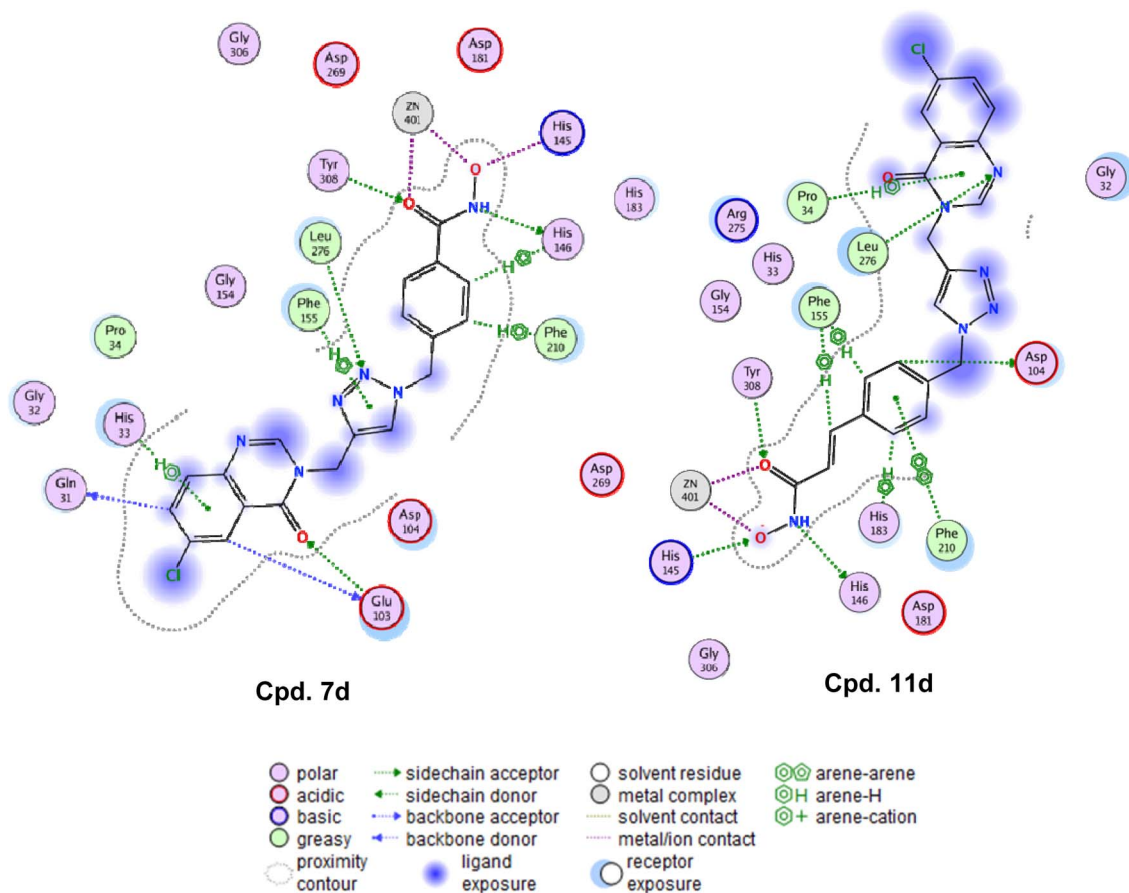 Gly
306
Asp
269
Asp
181
ZN
401
His
145
Tyr
308
O
O
NH
His
183
Leu
276
His
146
H
Gly
154
Phe
155
H
H
Phe
210
Pro
34
N
N
N
Gly
32
His
33
N
H
N
Gln
31
O
Asp
104
Cl
Glu
103
Cpd. 7d
Cl
O
H
N
Gly
32
Pro
34
N
Arg
275
Leu
276
His
33
Gly
154
N
N
Phe
155
N
H
H
Asp
104
Tyr
308
O
Asp
269
ZN
401
H
NH
O
His
183
Phe
210
His
145
His
146
Asp
181
Gly
306
Cpd. 11d
polar
acidic
basic
greasy
proximity
contour
sidechain acceptor
sidechain donor
backbone acceptor
backbone donor
ligand
exposure
solvent residue
metal complex
solvent contact
metal/ion contact
receptor
exposure
arene-arene
H arene-H
+ arene-cation